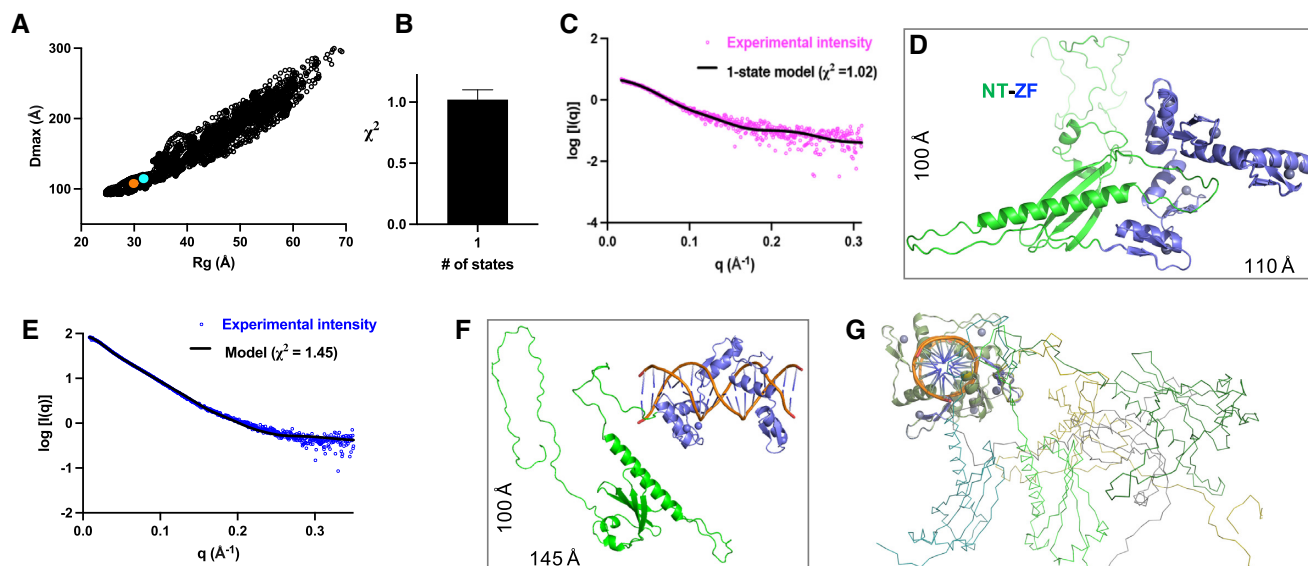 A
300
200
100
Dmax (Å)
20 30 40 50 60 70
Rg (Å)
B
1.0
0.5
0.0
χ²
1
# of states
C
2
0
-2
-4
log [I(q)]
Experimental intensity
1-state model (χ² =1.02)
0.0 0.1 0.2 0.3
q (Å⁻¹)
D
NT-ZF
100 Å
110 Å
E
2
1
0
-1
-2
log [I(q)]
Experimental intensity
Model (χ² = 1.45)
0.0 0.1 0.2 0.3
q (Å⁻¹)
F
100 Å
145 Å
G